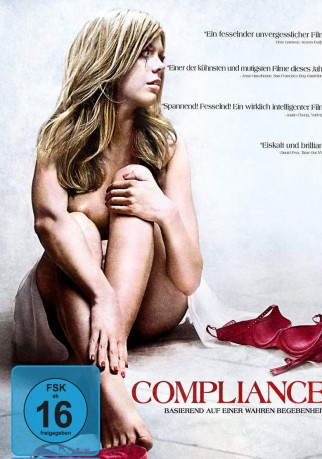 "Ein fesselnder unvergesslicher Film
"Einer der kühnsten und mutigsten Filme dieses Jah
"Spannend! Fesselnd! Ein wirklich intelligenter Film
"Eiskalt und brillian
COMPLIANCE
BASIEREND AUF EINER WAHREN BEGEBENHEI
FSK
ab
16
freigegeben